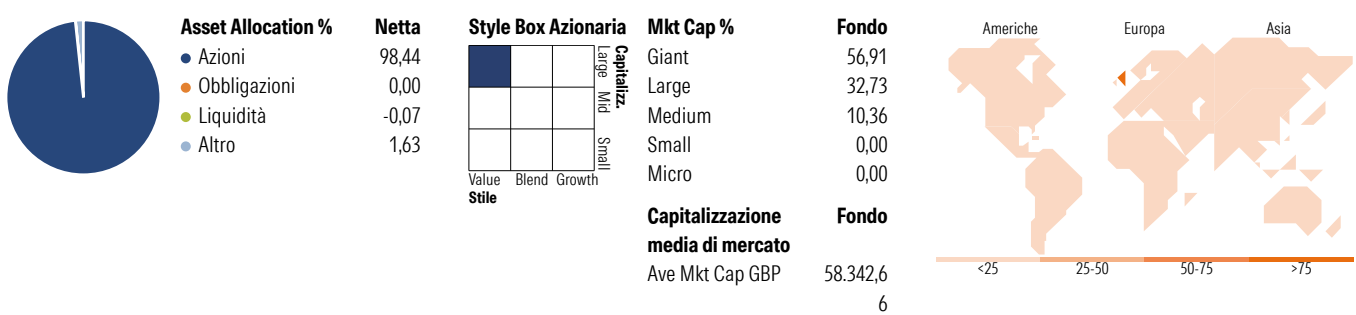 Asset Allocation % Netta
Azioni 98,44
Obbligazioni 0,00
Liquidità -0,07
Altro 1,63
Style Box Azionaria
Capitalizz.
Large Mid Small
Value Blend Growth
Stile
Mkt Cap % Fondo
Giant 56,91
Large 32,73
Medium 10,36
Small 0,00
Micro 0,00
Capitalizzazione Fondo
media di mercato
Ave Mkt Cap GBP 58.342,6
6
Americhe Europa Asia
<25 25-50 50-75 >75